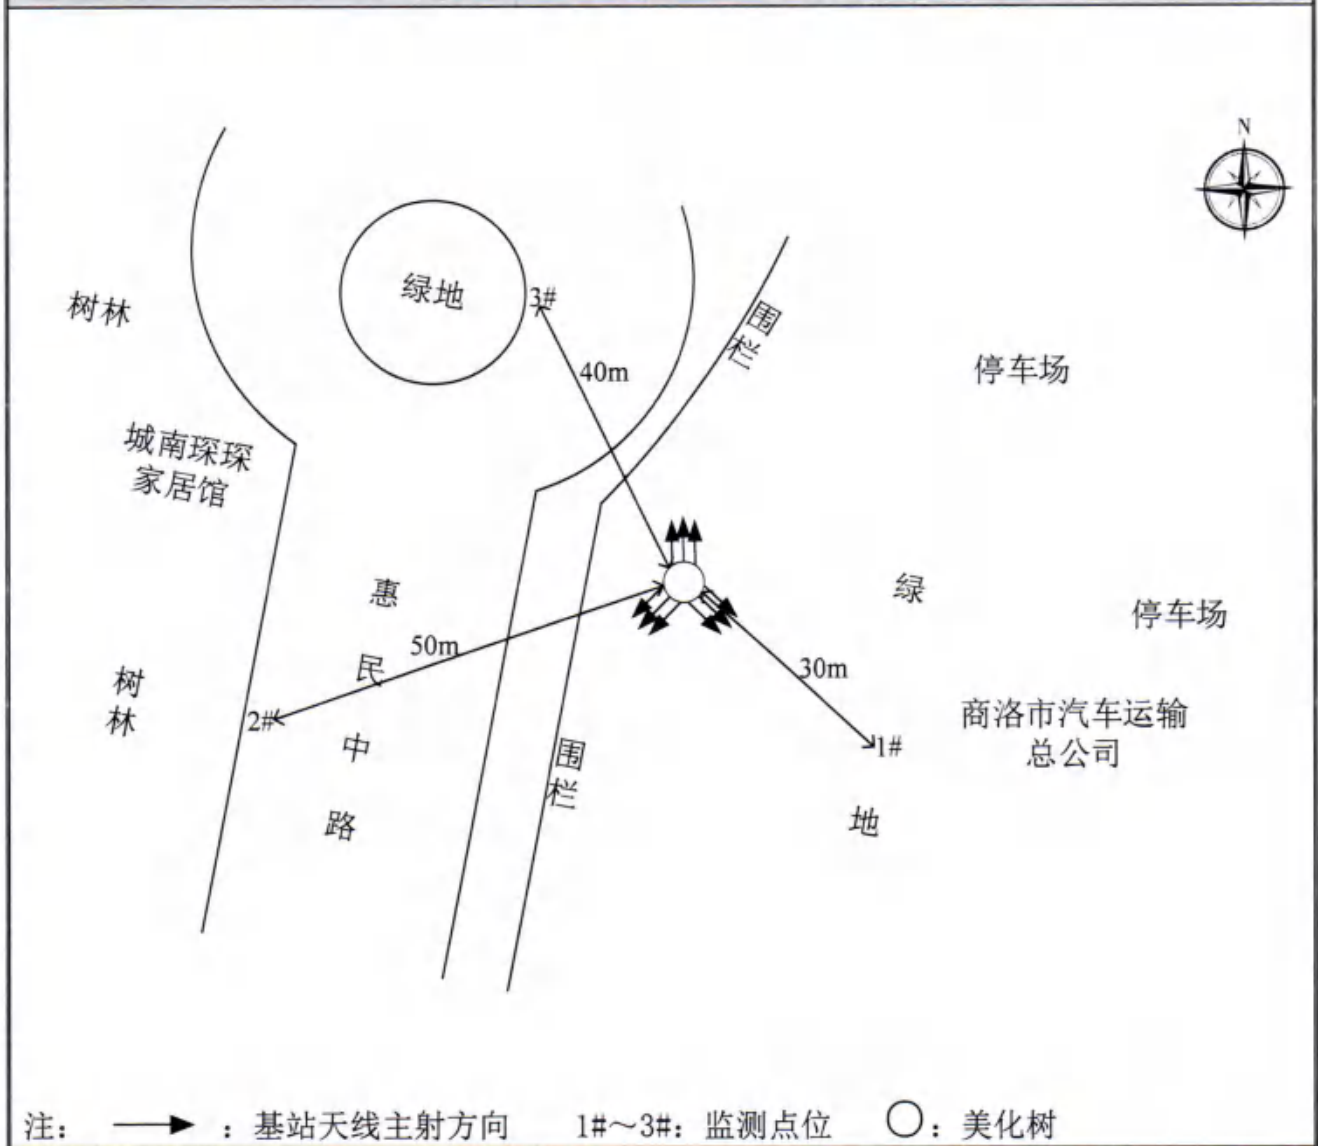 N
绿地
3#
树林
围栏
40m
停车场
城南琛琛
家居馆
惠民中路
绿地
停车场
50m
30m
树林
2#
1#
商洛市汽车运输
总公司
围栏
注： ：基站天线主射方向 1#～3#：监测点位 ：美化树